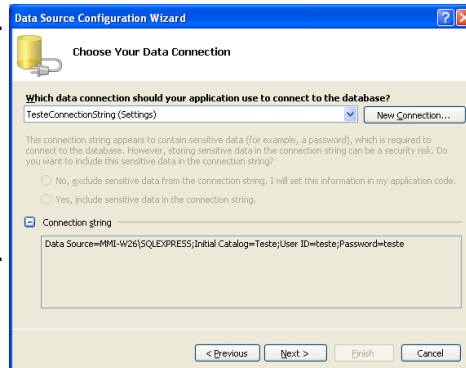 Data Source Configuration Wizard
Choose Your Data Connection
Which data connection should your application use to connect to the database?
TesteConnectionString (Settings)
New Connection...
This connection string appears to contain sensitive data (for example, a password), which is required to
connect to the database. However, storing sensitive data in the connection string can be a security risk. Do
you want to include this sensitive data in the connection string?
No, exclude sensitive data from the connection string. I will set this information in my application code.
Yes, include sensitive data in the connection string.
Connection string
Data Source=MMI-W26\SQLEXPRESS;Initial Catalog=Teste;User ID=teste;Password=teste
< Previous
Next >
Finish
Cancel